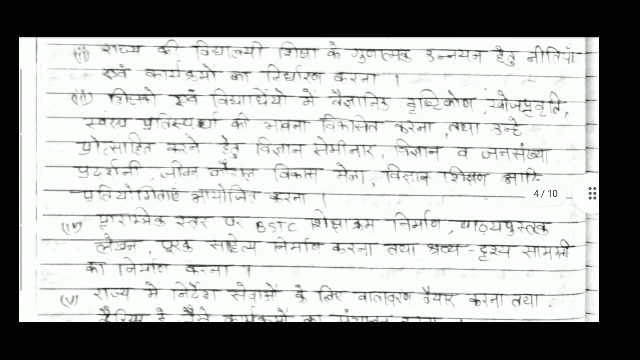 (ii) राज्य की विद्यालयी शिक्षा के गुणात्मक उन्नयन हेतु नीतियाँ
एवं कार्यक्रमों का निर्धारण करना ।
(iii) शिक्षकों एवं विद्यार्थियो में वैज्ञानिक दृष्टिकोण, खोजप्रवृति,
स्वस्थ प्रतिस्पर्धा की भावना विकसित करना, तथा उन्हे
प्रोत्साहित करने हेतु विज्ञान सेमीनार, विज्ञान व जनसंख्या
प्रदर्शनी, जीवन कौशल विकास मेला, विज्ञान शिक्षण आदि
प्रतियोगिताएं आयोजित करना ।
4/10
(iv) प्रारम्भिक स्तर पर BSTC शिक्षाक्रम निर्माण, पाठ्यपुस्तक
लेखन, पूरक साहित्य निर्माण करना तथा श्रव्य-दृश्य सामग्री
का निर्माण करना ।
(v) राज्य मे निर्देशन सेवाओं के लिए वातावरण तैयार करना तथा